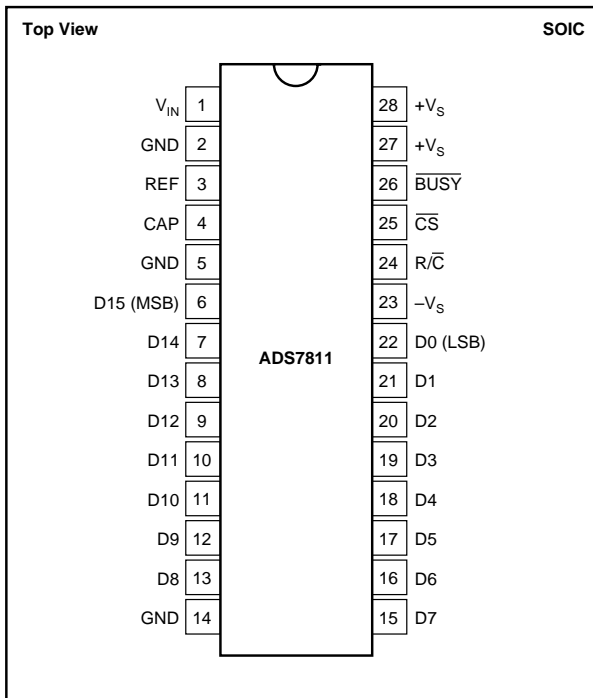 Top View SOIC
V_IN 1 28 +V_S
GND 2 27 +V_S
REF 3 26 B̅U̅S̅Y̅
CAP 4 25 C̅S̅
GND 5 24 R/C̅
D15 (MSB) 6 23 –V_S
D14 7 22 D0 (LSB)
ADS7811
D13 8 21 D1
D12 9 20 D2
D11 10 19 D3
D10 11 18 D4
D9 12 17 D5
D8 13 16 D6
GND 14 15 D7